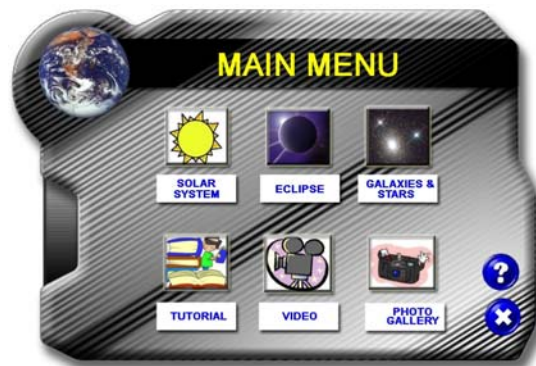 MAIN MENU
SOLAR
SYSTEM
ECLIPSE
GALAXIES &
STARS
TUTORIAL
VIDEO
PHOTO
GALLERY
?